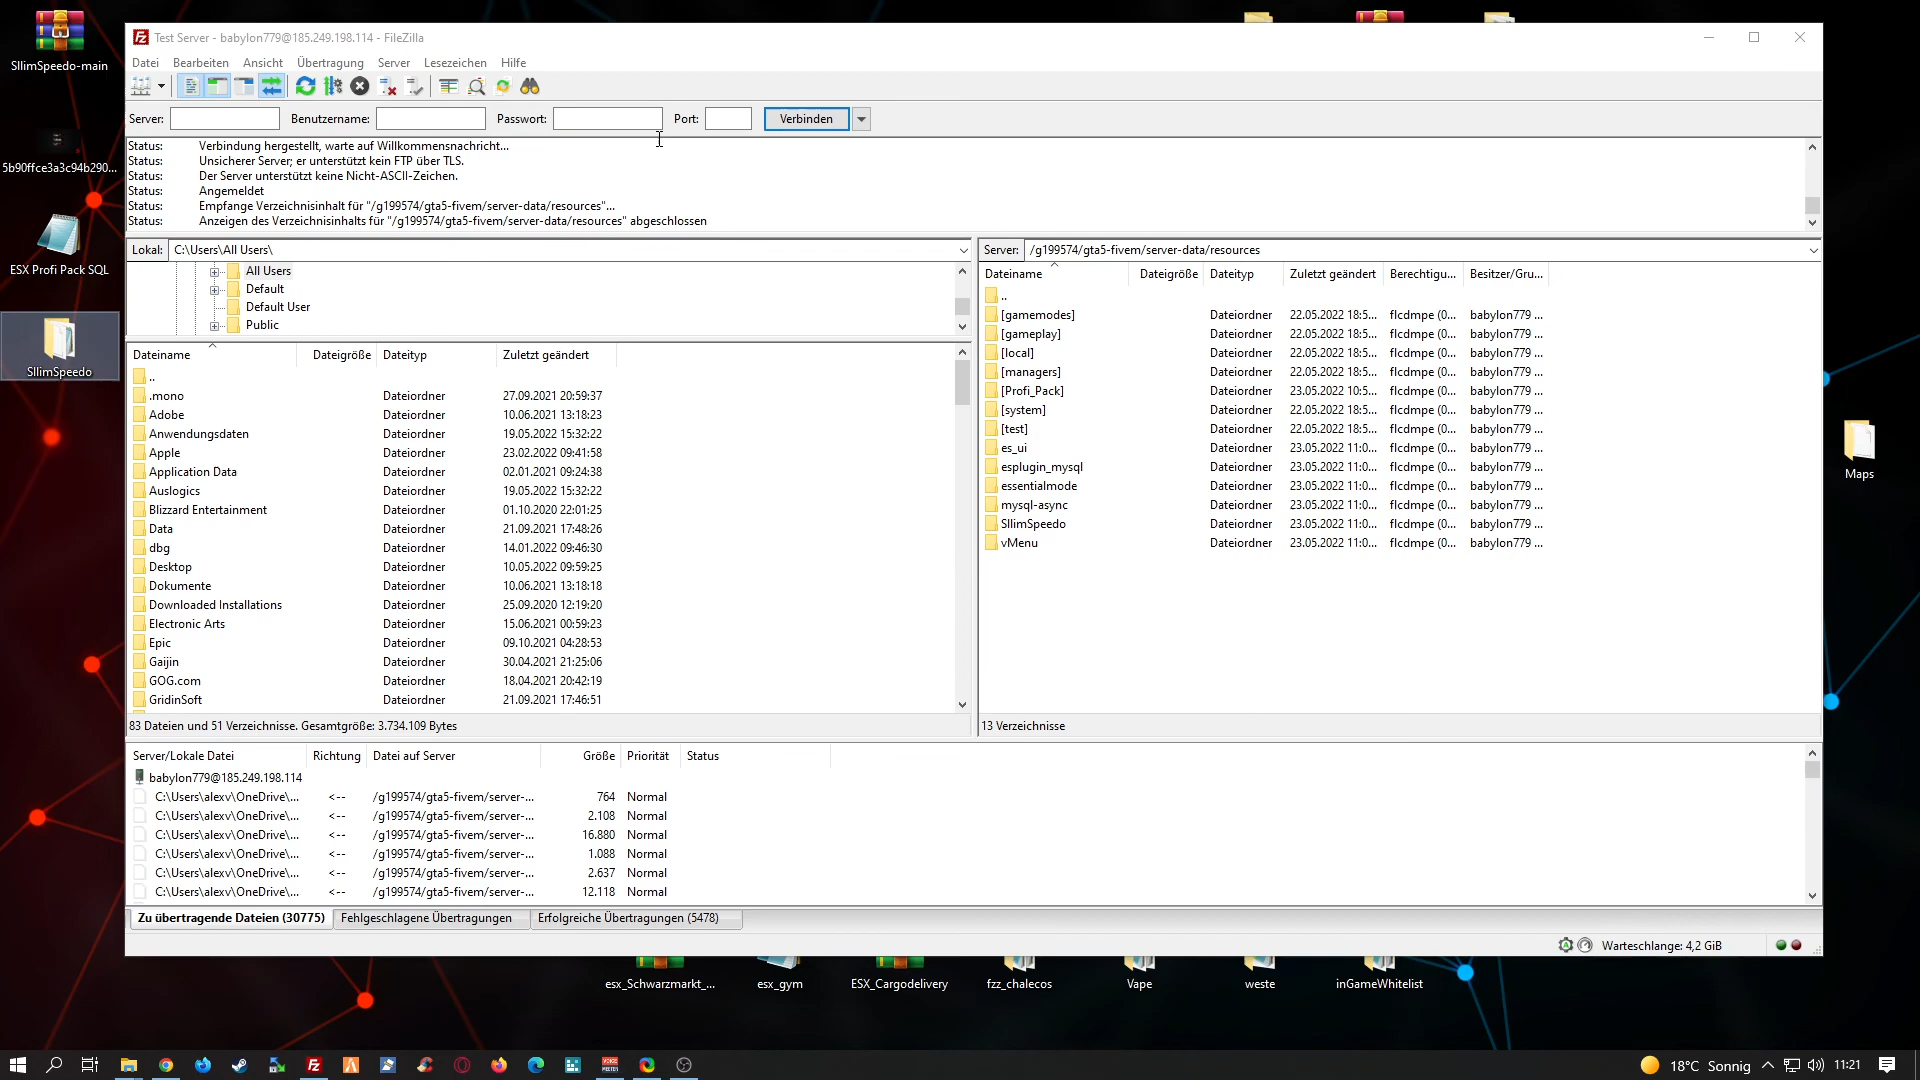 SllimSpeedo-main
5b90ffce3a3c94b290...
ESX Profi Pack SQL
SllimSpeedo
Maps
Test Server - babylon779@185.249.198.114 - FileZilla
Datei Bearbeiten Ansicht Übertragung Server Lesezeichen Hilfe
Server: Benutzername: Passwort: Port: Verbinden
Status: Verbindung hergestellt, warte auf Willkommensnachricht...
Status: Unsicherer Server; er unterstützt kein FTP über TLS.
Status: Der Server unterstützt keine Nicht-ASCII-Zeichen.
Status: Angemeldet
Status: Empfange Verzeichnisinhalt für "/g199574/gta5-fivem/server-data/resources"...
Status: Anzeigen des Verzeichnisinhalts für "/g199574/gta5-fivem/server-data/resources" abgeschlossen
Lokal: C:\Users\All Users\
All Users
Default
Default User
Public
Dateiname Dateigröße Dateityp Zuletzt geändert
..
.mono Dateiordner 27.09.2021 20:59:37
Adobe Dateiordner 10.06.2021 13:18:23
Anwendungsdaten Dateiordner 19.05.2022 15:32:22
Apple Dateiordner 23.02.2022 09:41:58
Application Data Dateiordner 02.01.2021 09:24:38
Auslogics Dateiordner 19.05.2022 15:32:22
Blizzard Entertainment Dateiordner 01.10.2020 22:01:25
Data Dateiordner 21.09.2021 17:48:26
dbg Dateiordner 14.01.2022 09:46:30
Desktop Dateiordner 10.05.2022 09:59:25
Dokumente Dateiordner 10.06.2021 13:18:18
Downloaded Installations Dateiordner 25.09.2020 12:19:20
Electronic Arts Dateiordner 15.06.2021 00:59:23
Epic Dateiordner 09.10.2021 04:28:53
Gaijin Dateiordner 30.04.2021 21:25:06
GOG.com Dateiordner 18.04.2021 20:42:19
GridinSoft Dateiordner 21.09.2021 17:46:51
83 Dateien und 51 Verzeichnisse. Gesamtgröße: 3.734.109 Bytes
Server: /g199574/gta5-fivem/server-data/resources
Dateiname Dateigröße Dateityp Zuletzt geändert Berechtigu... Besitzer/Gru...
..
[gamemodes] Dateiordner 22.05.2022 18:5... flcdmpe (0... babylon779 ...
[gameplay] Dateiordner 22.05.2022 18:5... flcdmpe (0... babylon779 ...
[local] Dateiordner 22.05.2022 18:5... flcdmpe (0... babylon779 ...
[managers] Dateiordner 22.05.2022 18:5... flcdmpe (0... babylon779 ...
[Profi_Pack] Dateiordner 23.05.2022 10:5... flcdmpe (0... babylon779 ...
[system] Dateiordner 22.05.2022 18:5... flcdmpe (0... babylon779 ...
[test] Dateiordner 22.05.2022 18:5... flcdmpe (0... babylon779 ...
es_ui Dateiordner 23.05.2022 11:0... flcdmpe (0... babylon779 ...
esplugin_mysql Dateiordner 23.05.2022 11:0... flcdmpe (0... babylon779 ...
essentialmode Dateiordner 23.05.2022 11:0... flcdmpe (0... babylon779 ...
mysql-async Dateiordner 23.05.2022 11:0... flcdmpe (0... babylon779 ...
SllimSpeedo Dateiordner 23.05.2022 11:0... flcdmpe (0... babylon779 ...
vMenu Dateiordner 23.05.2022 11:0... flcdmpe (0... babylon779 ...
13 Verzeichnisse
Server/Lokale Datei Richtung Datei auf Server Größe Priorität Status
babylon779@185.249.198.114
C:\Users\alexv\OneDrive\... <-- /g199574/gta5-fivem/server-... 764 Normal
C:\Users\alexv\OneDrive\... <-- /g199574/gta5-fivem/server-... 2.108 Normal
C:\Users\alexv\OneDrive\... <-- /g199574/gta5-fivem/server-... 16.880 Normal
C:\Users\alexv\OneDrive\... <-- /g199574/gta5-fivem/server-... 1.088 Normal
C:\Users\alexv\OneDrive\... <-- /g199574/gta5-fivem/server-... 2.637 Normal
C:\Users\alexv\OneDrive\... <-- /g199574/gta5-fivem/server-... 12.118 Normal
Zu übertragende Dateien (30775) Fehlgeschlagene Übertragungen Erfolgreiche Übertragungen (5478)
Warteschlange: 4,2 GiB
esx_Schwarzmarkt_... esx_gym ESX_Cargodelivery fzz_chalecos Vape weste inGameWhitelist
18°C Sonnig 11:21